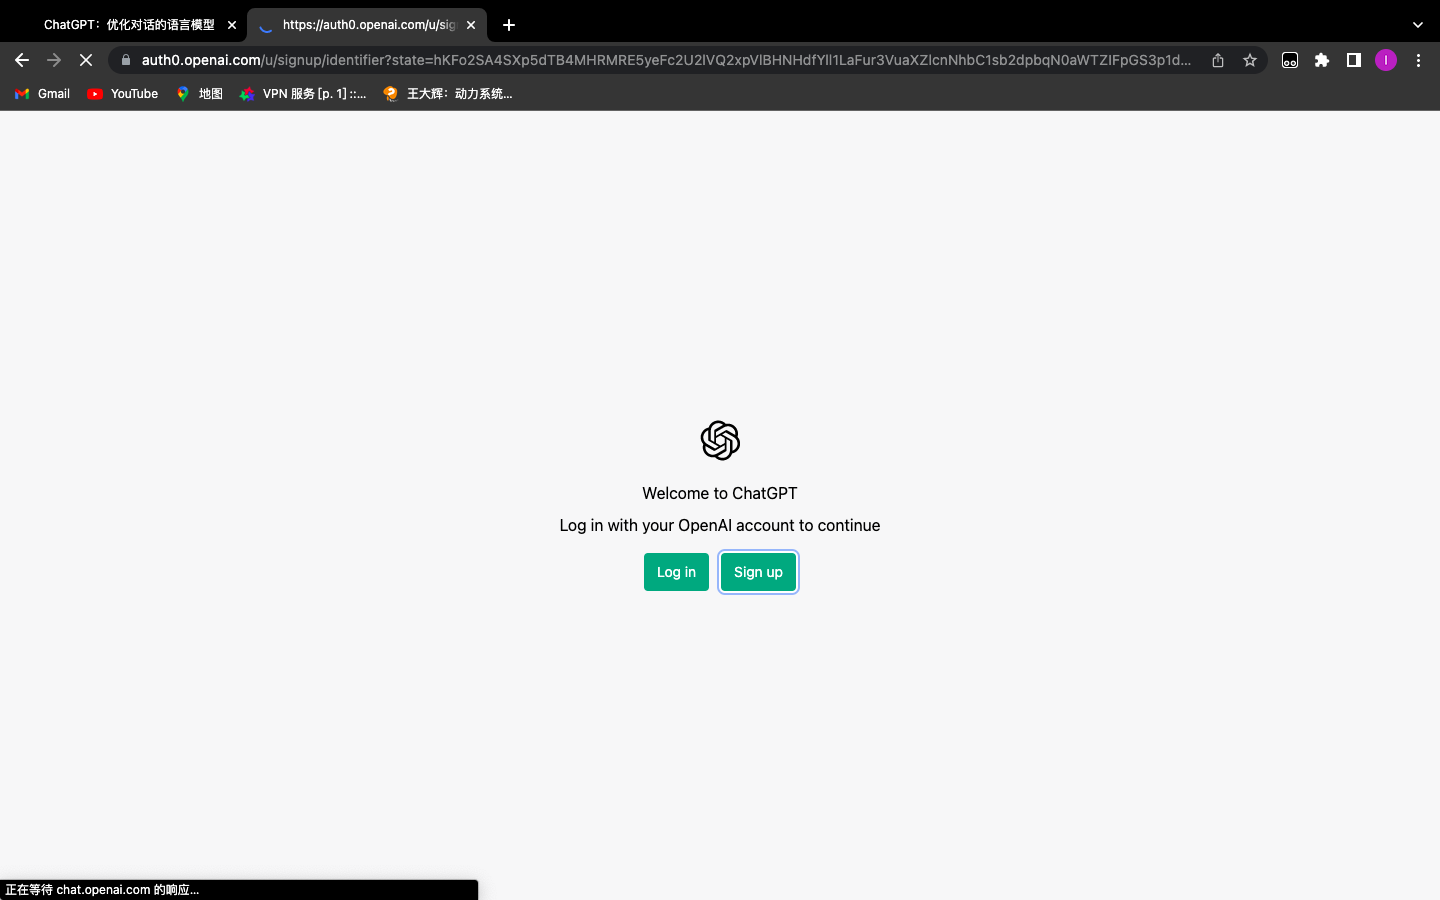 ChatGPT：优化对话的语言模型
https://auth0.openai.com/u/sig
auth0.openai.com/u/signup/identifier?state=hKFo2SA4SXp5dTB4MHRMRE5yeFc2U2lVQ2xpVlBHNHdfYll1LaFur3VuaXZlcnNhbC1sb2dpbqN0aWTZIFpGS3p1d...
I
Gmail
YouTube
地图
VPN 服务 [p. 1] ::...
王大辉：动力系统...
Welcome to ChatGPT
Log in with your OpenAI account to continue
Log in
Sign up
正在等待 chat.openai.com 的响应...